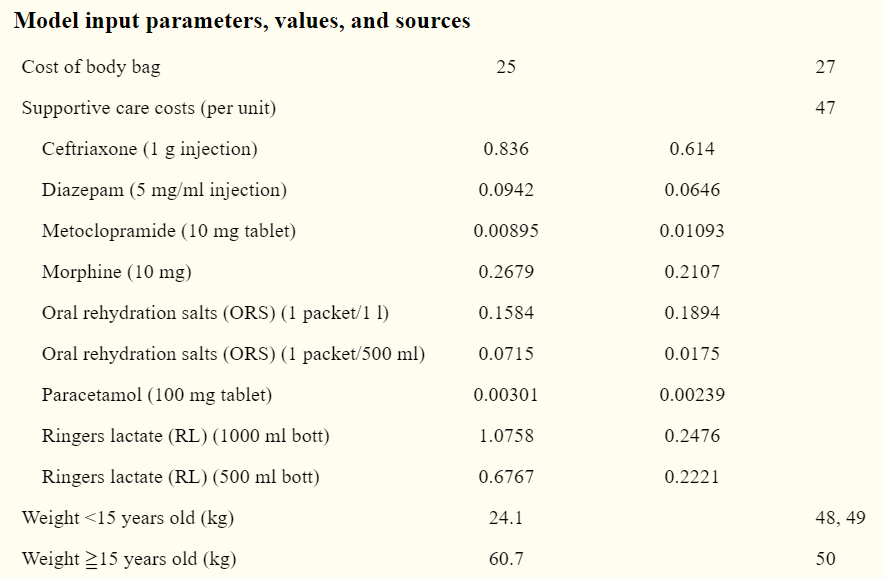 Model input parameters, values, and sources
Cost of body bag 25 27
Supportive care costs (per unit) 47
Ceftriaxone (1 g injection) 0.836 0.614
Diazepam (5 mg/ml injection) 0.0942 0.0646
Metoclopramide (10 mg tablet) 0.00895 0.01093
Morphine (10 mg) 0.2679 0.2107
Oral rehydration salts (ORS) (1 packet/1 l) 0.1584 0.1894
Oral rehydration salts (ORS) (1 packet/500 ml) 0.0715 0.0175
Paracetamol (100 mg tablet) 0.00301 0.00239
Ringers lactate (RL) (1000 ml bott) 1.0758 0.2476
Ringers lactate (RL) (500 ml bott) 0.6767 0.2221
Weight <15 years old (kg) 24.1 48, 49
Weight ≧15 years old (kg) 60.7 50